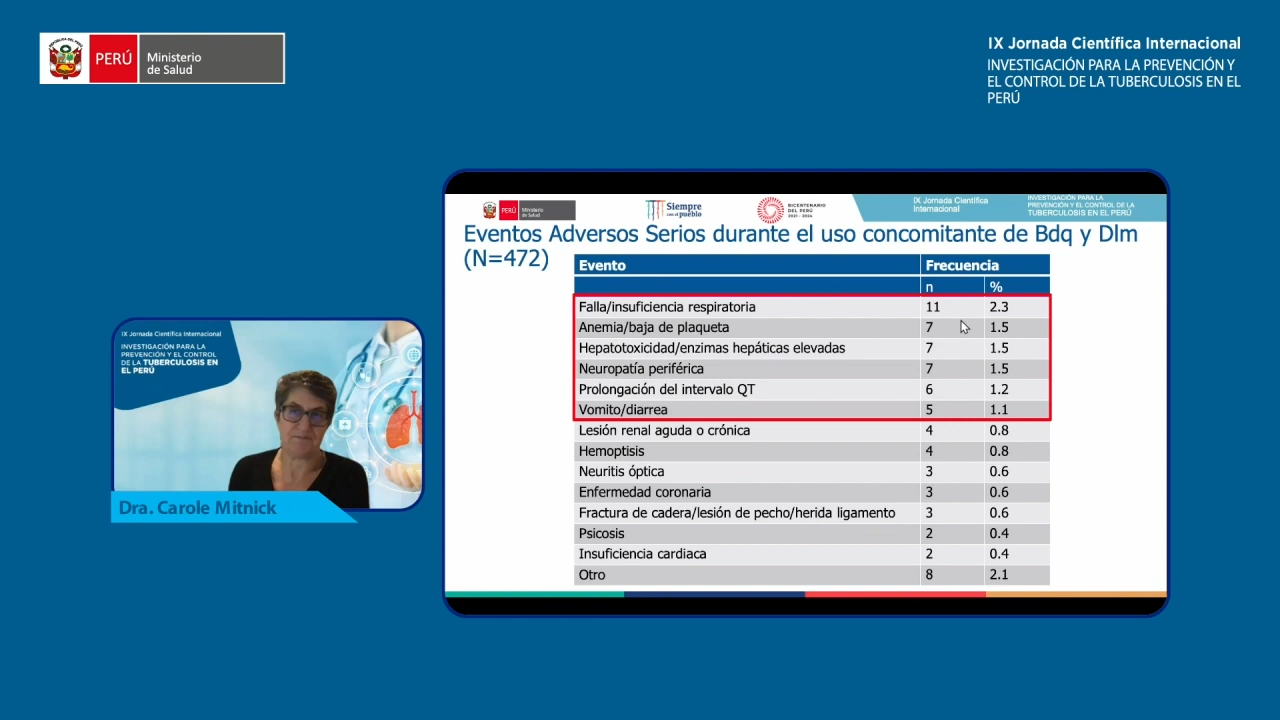 PERÚ
Ministerio
de Salud
IX Jornada Científica Internacional
INVESTIGACIÓN PARA LA PREVENCIÓN Y
EL CONTROL DE LA TUBERCULOSIS EN EL
PERÚ
PERÚ
Ministerio
de Salud
Siempre
con el pueblo
BICENTENARIO
DEL PERÚ
2021 - 2024
IX Jornada Científica
Internacional
INVESTIGACIÓN PARA LA
PREVENCIÓN Y EL CONTROL DE LA
TUBERCULOSIS EN EL PERÚ
Eventos Adversos Serios durante el uso concomitante de Bdq y Dlm
(N=472)
Evento Frecuencia
n %
Falla/insuficiencia respiratoria 11 2.3
Anemia/baja de plaqueta 7 1.5
Hepatotoxicidad/enzimas hepáticas elevadas 7 1.5
Neuropatía periférica 7 1.5
Prolongación del intervalo QT 6 1.2
Vomito/diarrea 5 1.1
Lesión renal aguda o crónica 4 0.8
Hemoptisis 4 0.8
Neuritis óptica 3 0.6
Enfermedad coronaria 3 0.6
Fractura de cadera/lesión de pecho/herida ligamento 3 0.6
Psicosis 2 0.4
Insuficiencia cardiaca 2 0.4
Otro 8 2.1
IX Jornada Científica Internacional
INVESTIGACIÓN PARA LA
PREVENCIÓN Y EL CONTROL
DE LA TUBERCULOSIS EN
EL PERÚ
Dra. Carole Mitnick